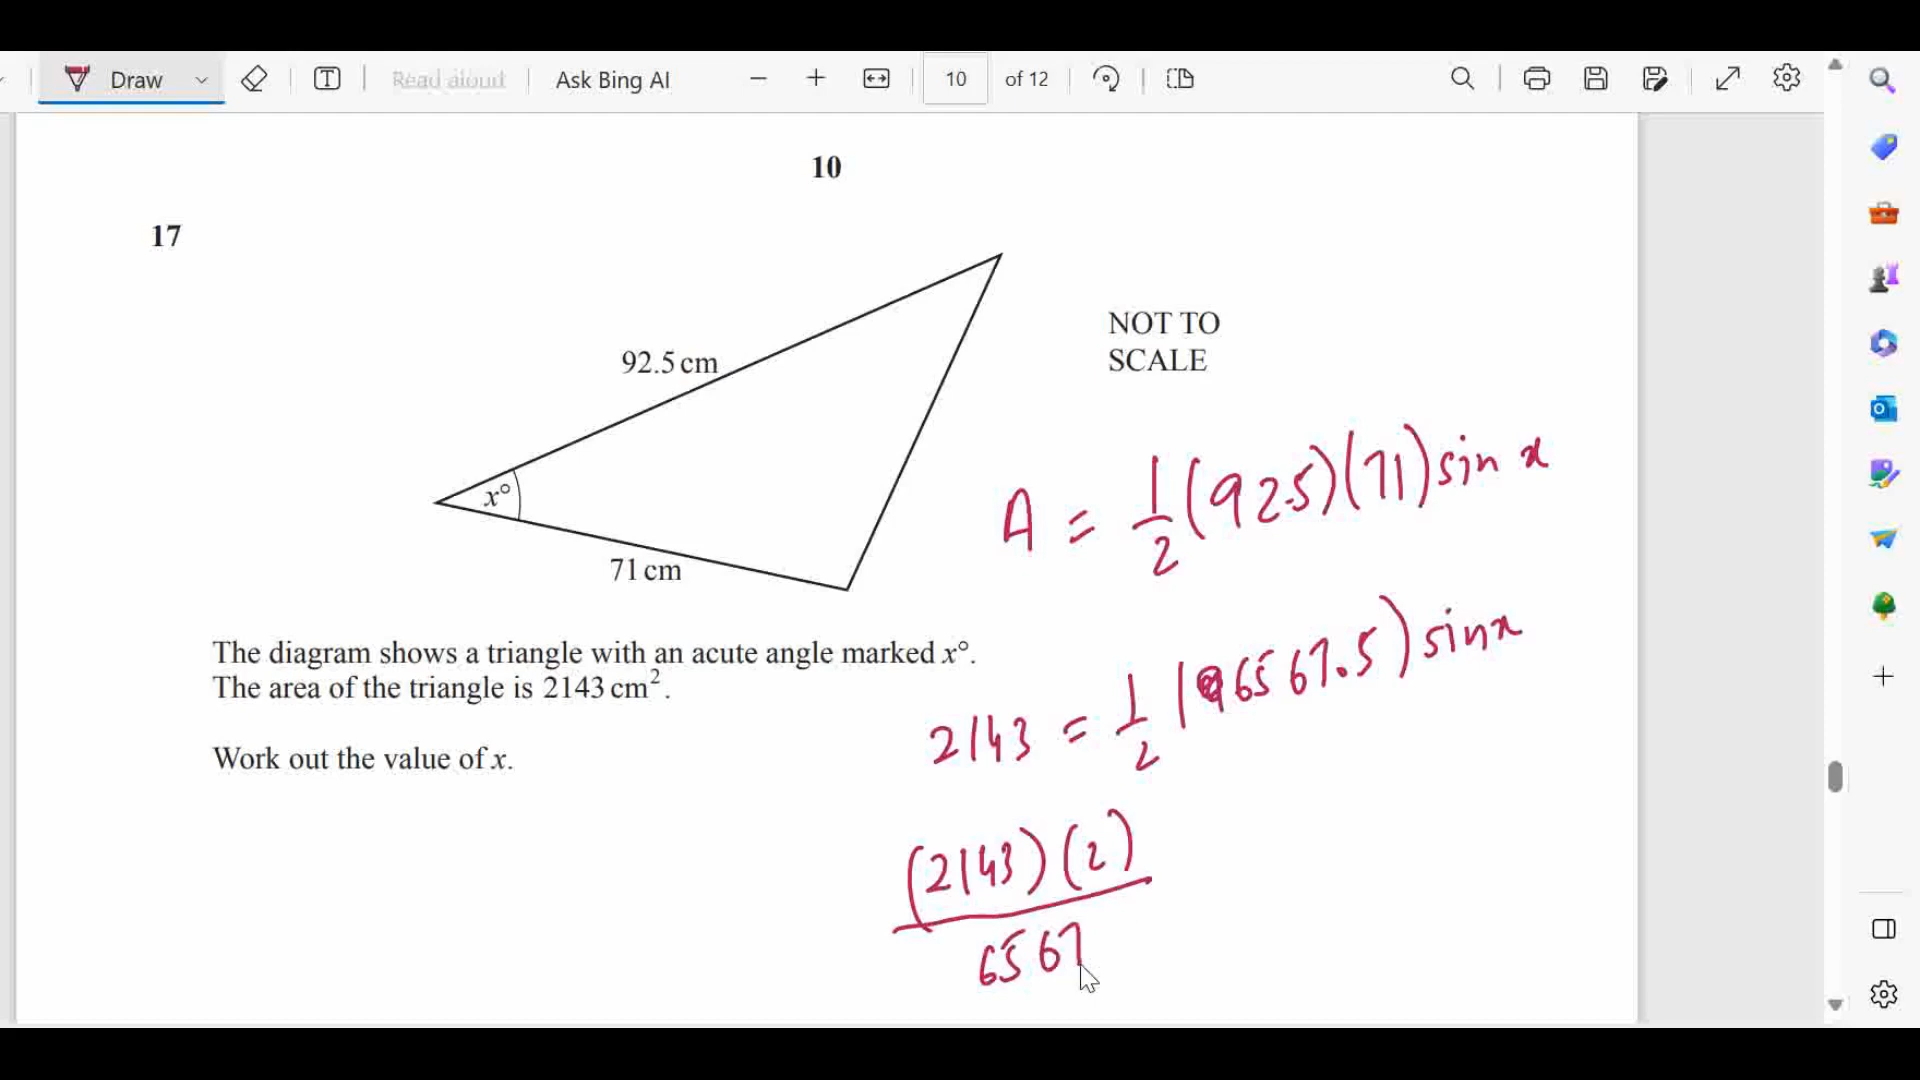 Draw Read aloud Ask Bing AI 10 of 12
10
17
92.5 cm
NOT TO
SCALE
x°
71 cm
A = 1/2 (92.5)(71) sin x
The diagram shows a triangle with an acute angle marked x°.
The area of the triangle is 2143 cm².
2143 = 1/2 (6567.5) sin x
Work out the value of x.
(2143)(2)
6567